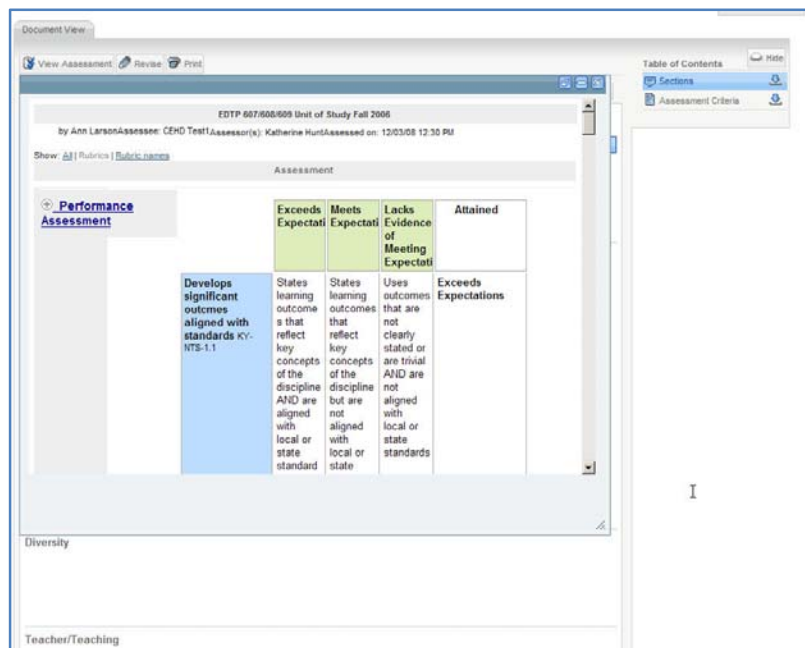 Document View
View Assessment Revise Print
Hide
Table of Contents
Sections
Assessment Criteria
EDTP 607/608/609 Unit of Study Fall 2006
by Ann LarsonAssessee: CEHD Test1Assessor(s): Katherine HuntAssessed on: 12/03/08 12:30 PM
Show: All | Rubrics | Rubric names
Assessment
Performance
Assessment
Exceeds
Expectati
Meets
Expectati
Lacks
Evidence
of
Meeting
Expectati
Attained
Develops
significant
outcmes
aligned with
standards KY-
NTS-1.1
States
learning
outcome
s that
reflect
key
concepts
of the
discipline
AND are
aligned
with
local or
state
standard
States
learning
outcomes
that
reflect
key
concepts
of the
discipline
but are
not
aligned
with
local or
state
Uses
outcomes
that are
not
clearly
stated or
are trivial
AND are
not
aligned
with
local or
state
standards
Exceeds
Expectations
Diversity
Teacher/Teaching